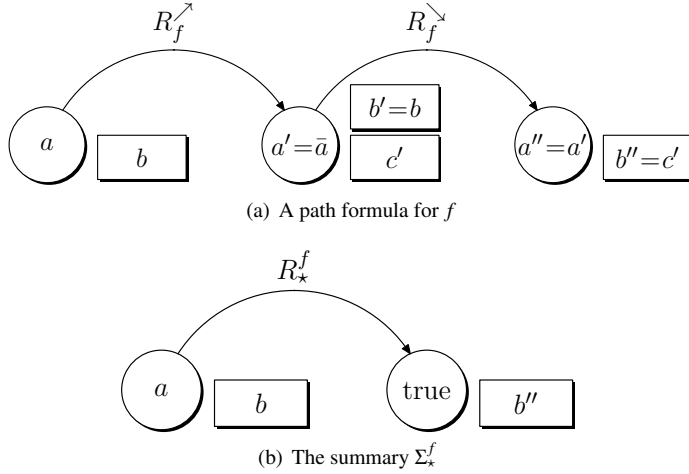 R_f^↗ R_f^↘
a b a′=ā b′=b c′ a″=a′ b″=c′
(a) A path formula for f
R_⋆^f
a b true b″
(b) The summary Σ_⋆^f